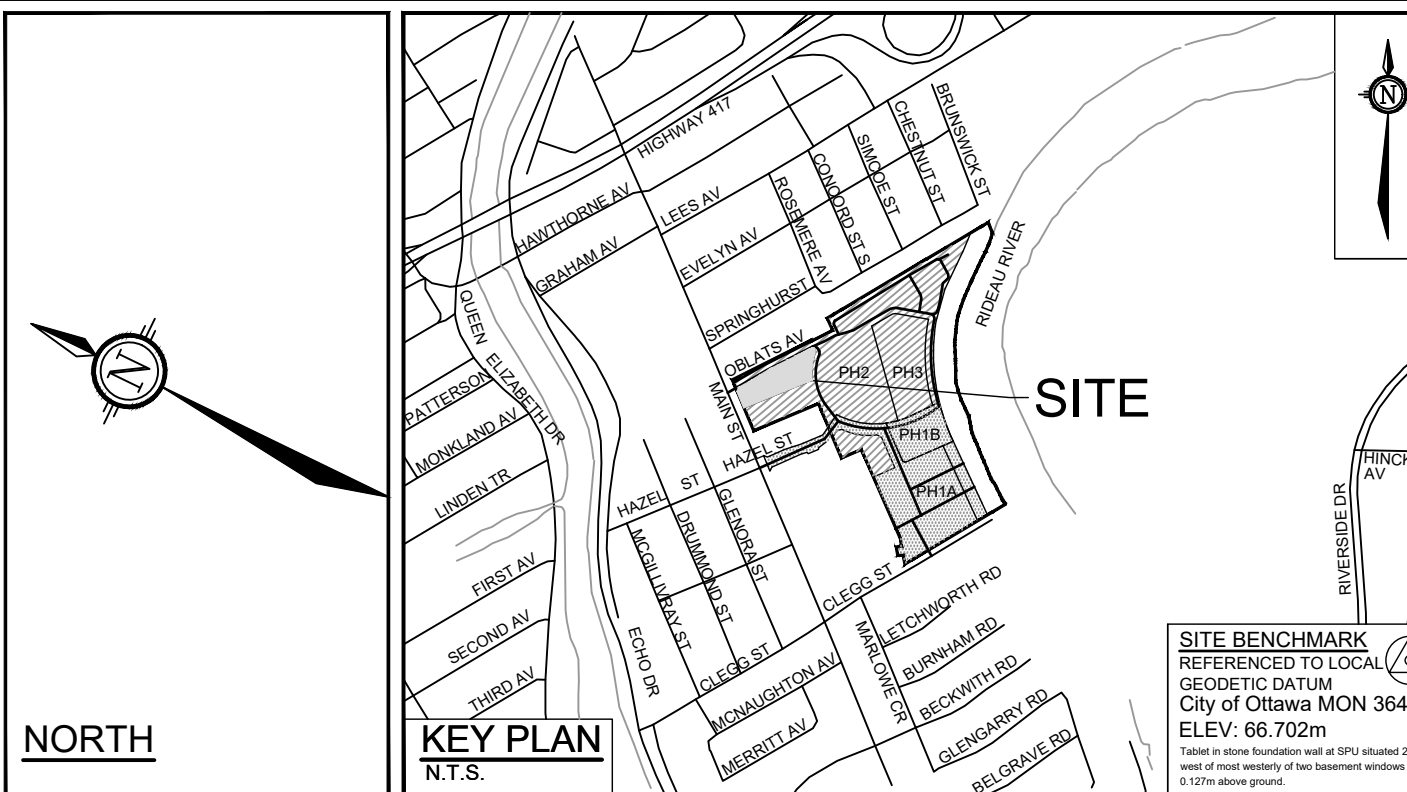 N
NORTH
HIGHWAY 417
HAWTHORNE AV
GRAHAM AV
LEES AV
EVELYN AV
SPRINGHURST
OBLATS AV
ROSEMERE AV
CONCORD ST S
SIMCOE ST
CHESTNUT ST
BRUNSWICK ST
RIDEAU RIVER
QUEEN ELIZABETH DR
PATTERSON
MONKLAND AV
LINDEN TR
FIRST AV
SECOND AV
THIRD AV
MAIN ST
HAZEL ST
HAZEL ST
PH2
PH3
PH1B
PH1A
SITE
MCGILLIVRAY ST
DRUMMOND ST
GLENORA ST
ECHO DR
CLEGG ST
CLEGG ST
MCNAUGHTON AV
MERRITT AV
MARLOWE CR
LETCHWORTH RD
BURNHAM RD
BECKWITH RD
GLENGARRY RD
BELGRAVE RD
KEY PLAN
N.T.S.
N
HINCK
AV
RIVERSIDE DR
SITE BENCHMARK
REFERENCED TO LOCAL
GEODETIC DATUM
City of Ottawa MON 364
ELEV: 66.702m
Tablet in stone foundation wall at SPU situated 2
west of most westerly of two basement windows
0.127m above ground.